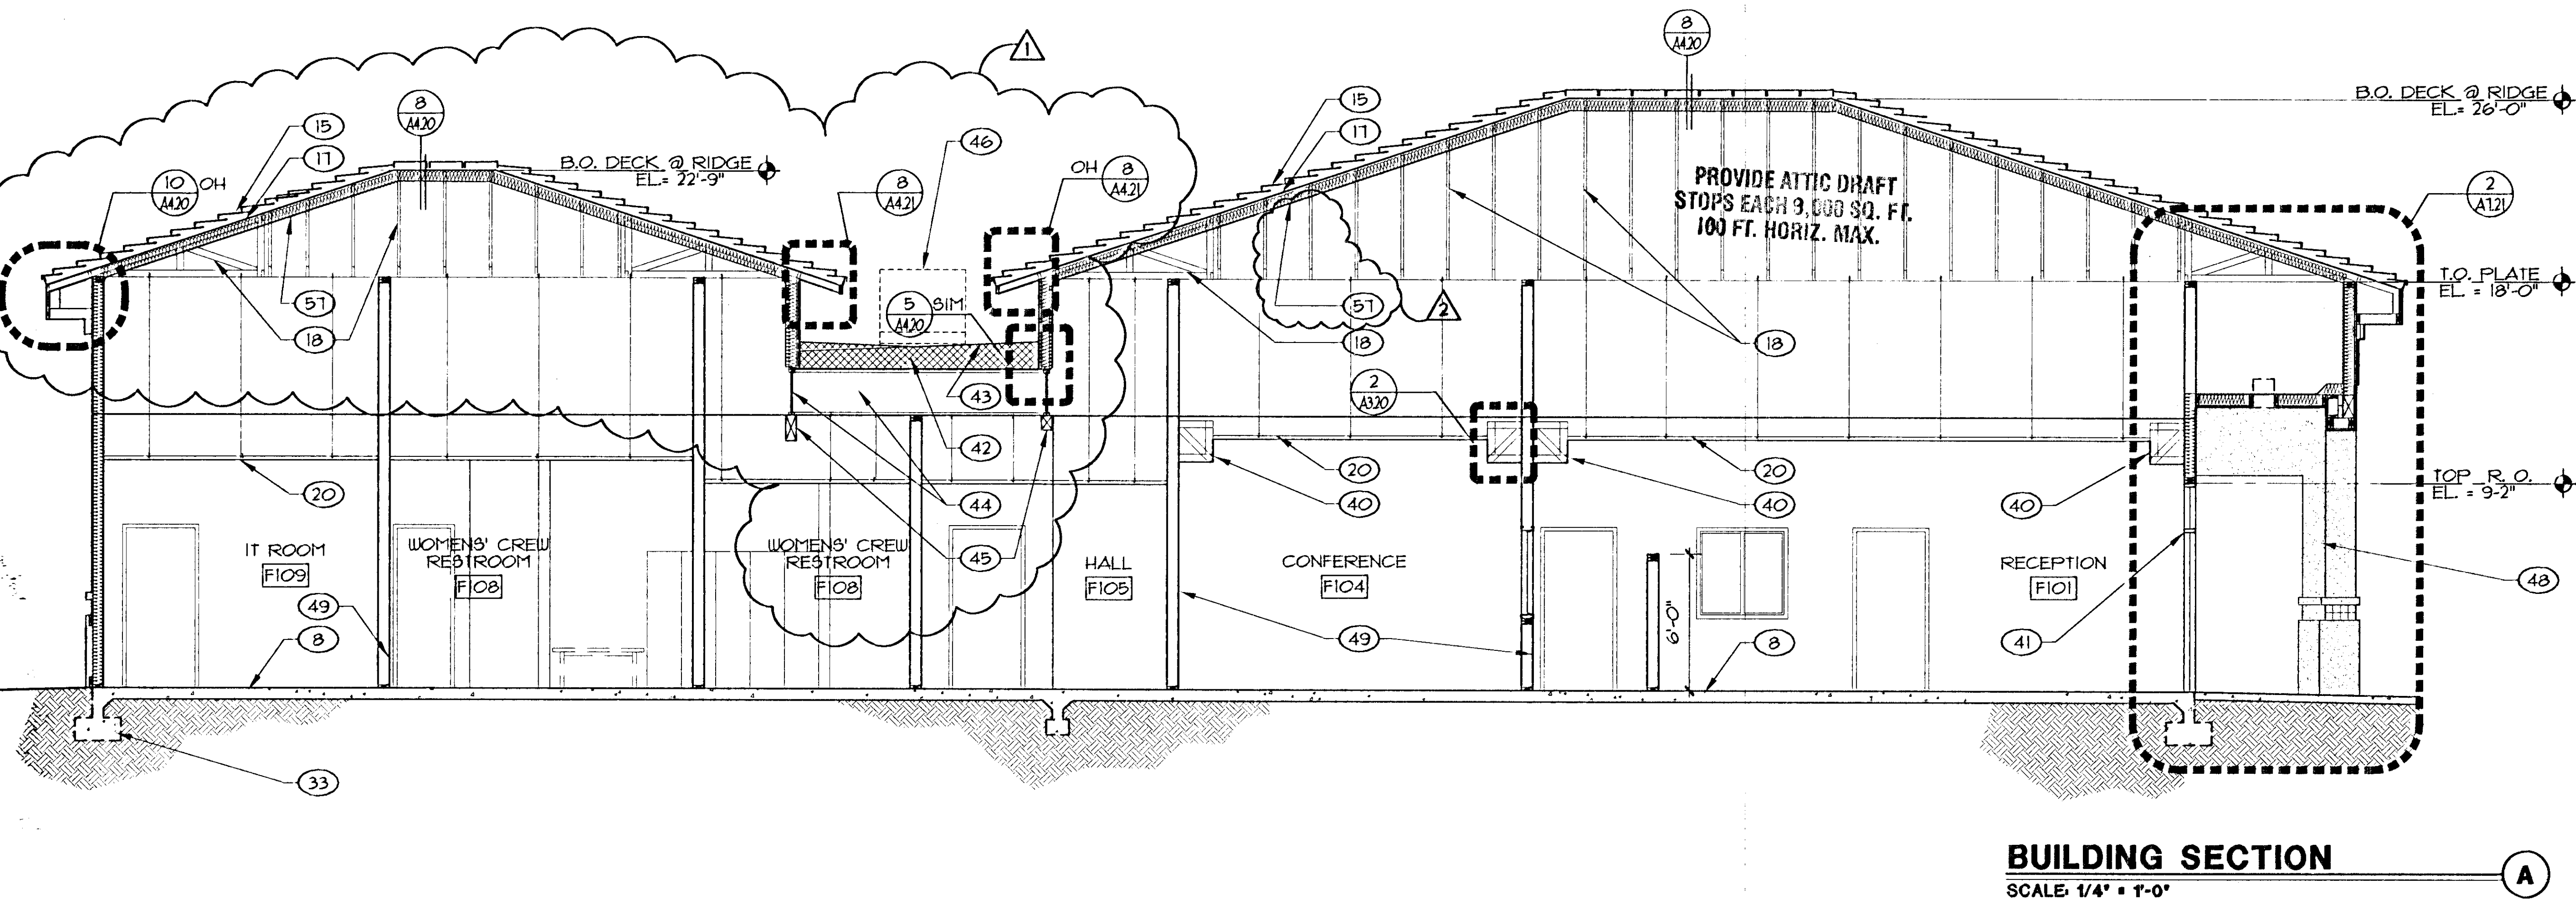 1
8
A4.20
8
A4.20
B.O. DECK @ RIDGE
EL.= 26'-0"
15
17
15
17
46
B.O. DECK @ RIDGE
EL.= 22'-9"
10
A4.20
OH
8
A4.21
OH
8
A4.21
PROVIDE ATTIC DRAFT
STOPS EACH 9,000 SQ. FT.
100 FT. HORIZ. MAX.
2
A7.21
T.O. PLATE
EL. = 18'-0"
57
18
5
A4.20
SIM
57
2
18
18
43
2
A3.20
42
20
44
45
20
40
20
40
40
TOP R. O.
EL. = 9'-2"
IT ROOM
F109
WOMENS' CREW
RESTROOM
F108
WOMENS' CREW
RESTROOM
F108
HALL
F105
CONFERENCE
F104
RECEPTION
F101
48
49
8
49
6'-0"
8
41
33
BUILDING SECTION
A
SCALE: 1/4" = 1'-0"